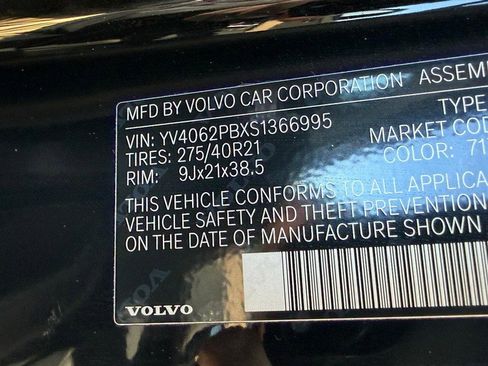 MFD BY VOLVO CAR CORPORATION ASSEM
TYPE
VIN: YV4062PBXS1366995 MARKET COD
TIRES: 275/40R21 COLOR: 71
RIM: 9Jx21x38.5
THIS VEHICLE CONFORMS TO ALL APPLICA
VEHICLE SAFETY AND THEFT PREVENTION
ON THE DATE OF MANUFACTURE SHOWN
VOLVO